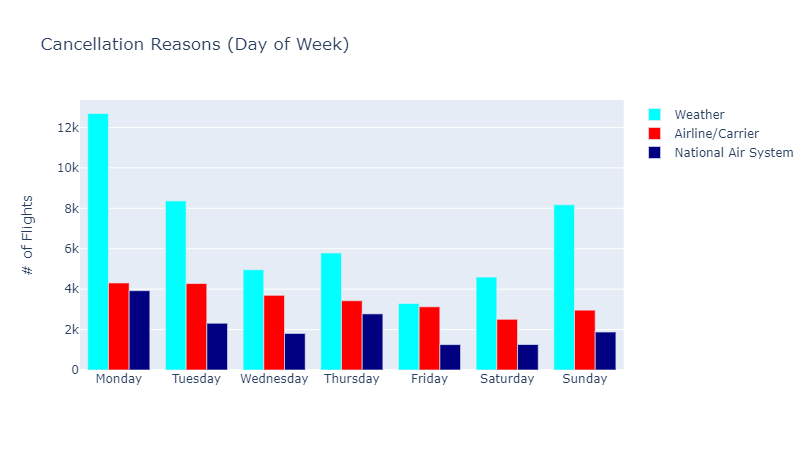 Cancellation Reasons (Day of Week)
Weather
Airline/Carrier
National Air System
# of Flights
12k
10k
8k
6k
4k
2k
0
Monday Tuesday Wednesday Thursday Friday Saturday Sunday